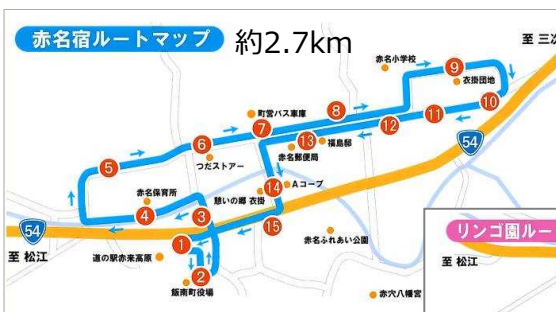 赤名宿ルートマップ 約2.7km
至 三次
赤名小学校
衣掛団地
町営バス車庫
9
8
10
11
7
12
6
13
福島邸
54
つだストアー
赤名郵便局
5
14
Aコープ
赤名保育所
憩いの郷 衣掛
4
3
15
54
1
リンゴ園ルー
赤名ふれあい公園
至 松江
道の駅赤来高原
至 松江
2
飯南町役場
赤穴八幡宮